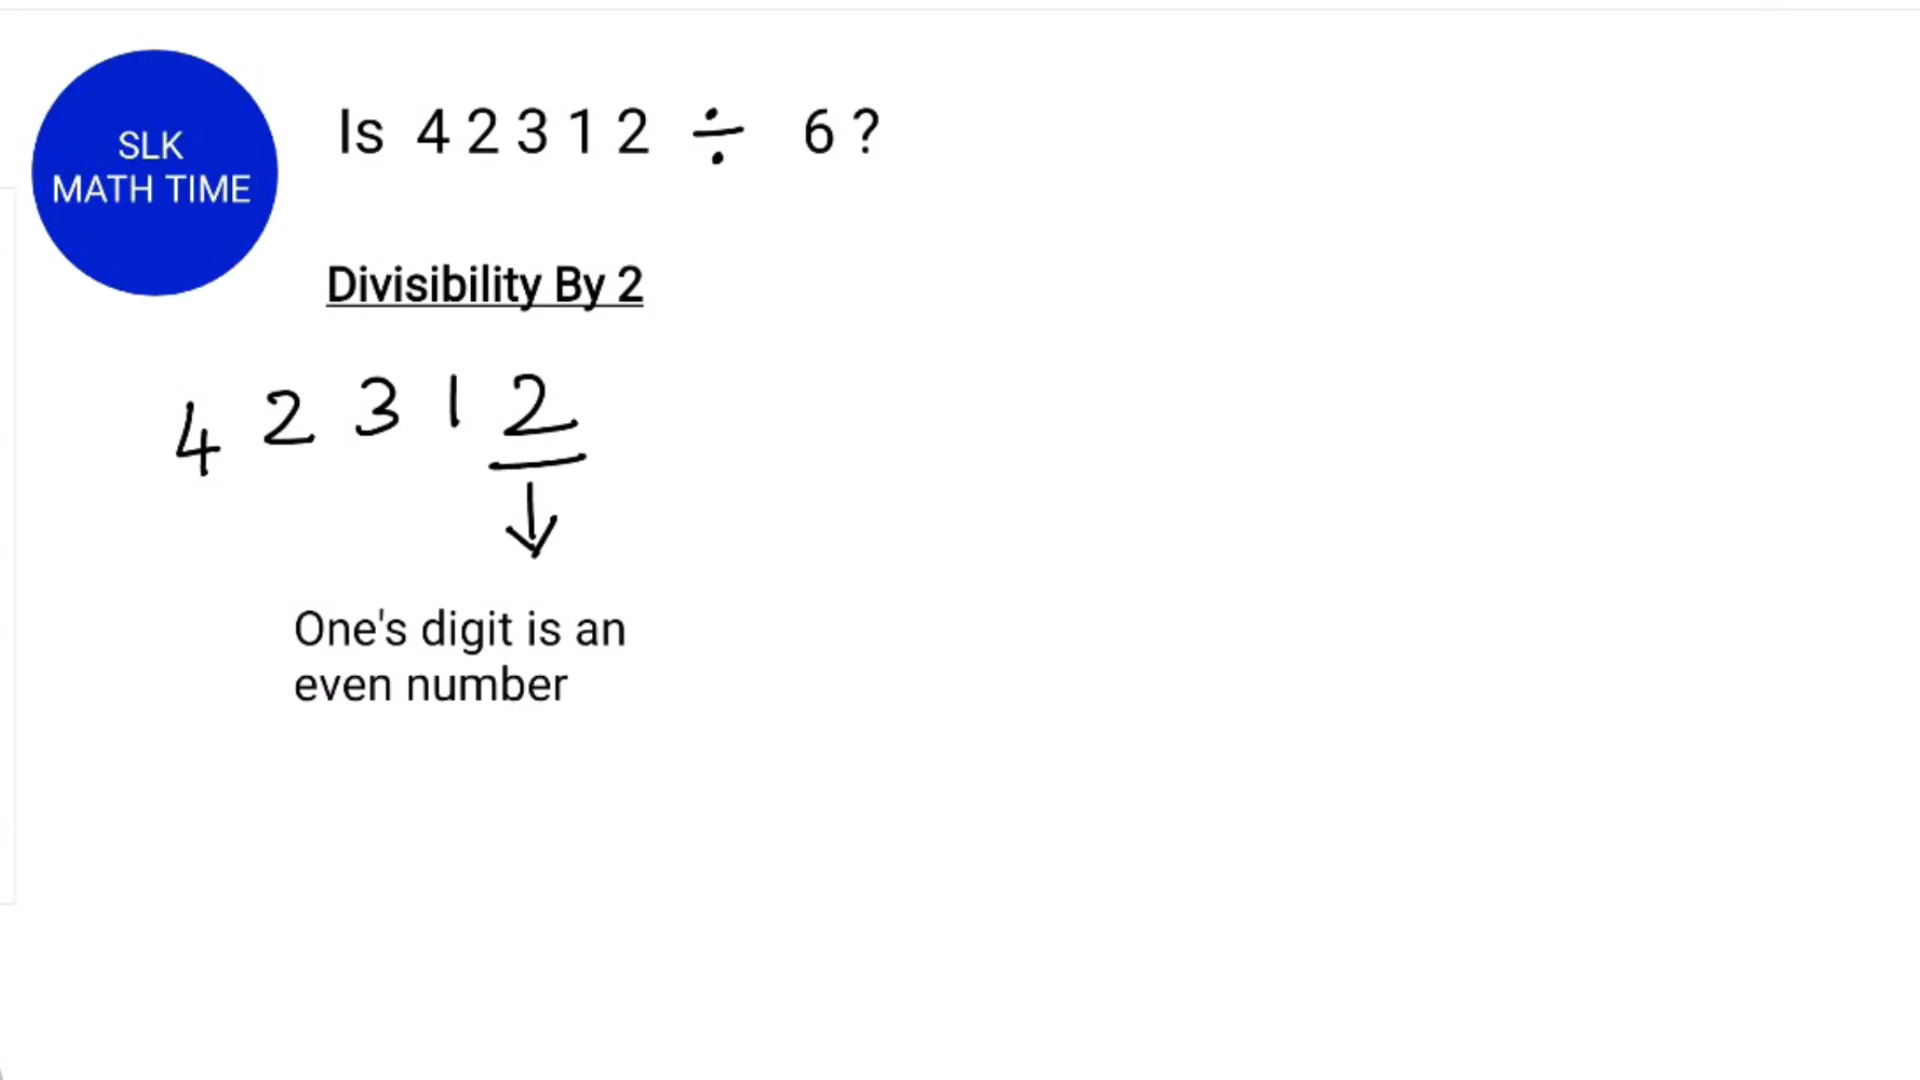 SLK
MATH TIME
Is 4 2 3 1 2 ÷ 6 ?
Divisibility By 2
4 2 3 1 2
One's digit is an
even number